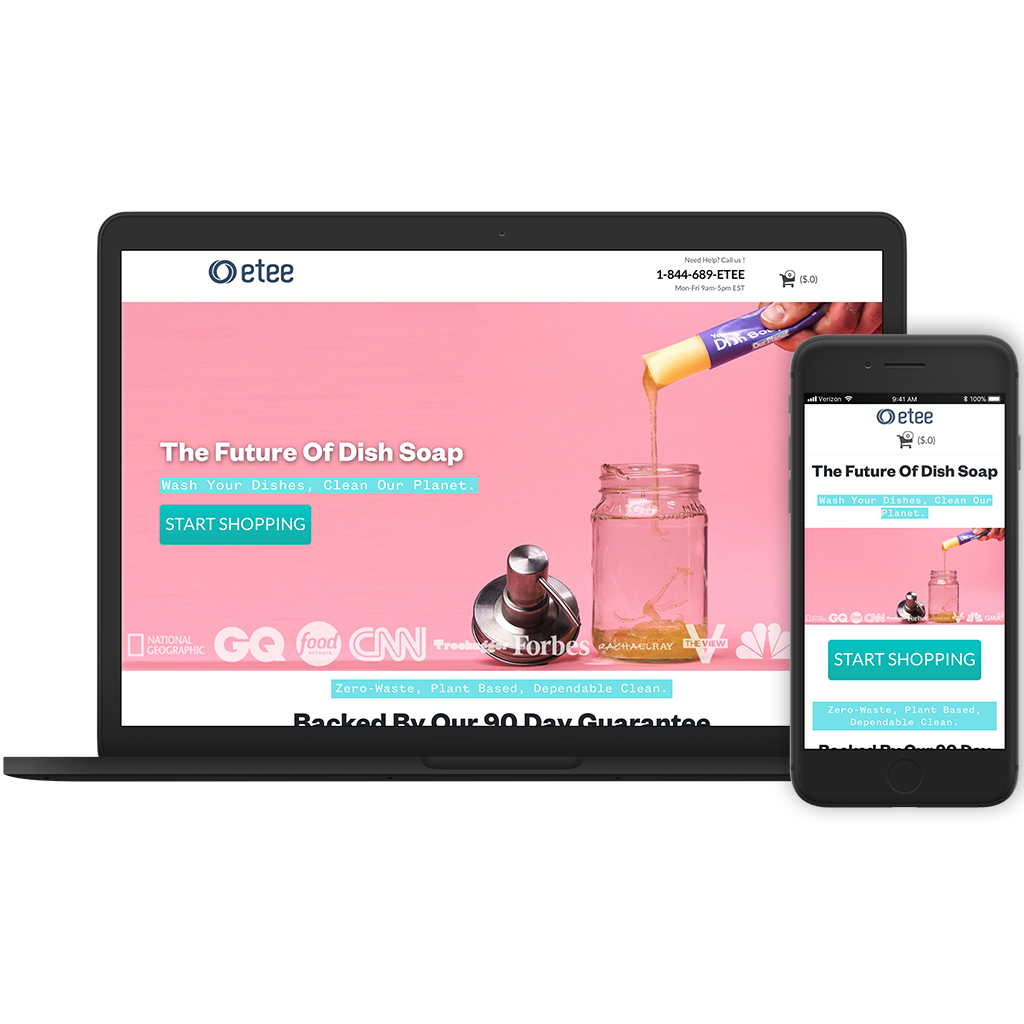 etee
Need Help? Call us !
1-844-689-ETEE
Mon-Fri 9am-5pm EST
0
($.0)
Dish Soap
Our Planet
The Future Of Dish Soap
Wash Your Dishes, Clean Our Planet.
START SHOPPING
NATIONAL
GEOGRAPHIC
GQ
food
network
CNN
Treehugger
Forbes
RACHAELRAY
THE VIEW
V
Zero-Waste, Plant Based, Dependable Clean.
Backed By Our 90 Day Guarantee
Verizon
9:41 AM
100%
etee
0
($.0)
The Future Of Dish Soap
Wash Your Dishes, Clean Our
Planet.
GQ
food
CNN
Forbes
GMA
START SHOPPING
Zero-Waste, Plant Based,
Dependable Clean.
Backed By Our 90 Day